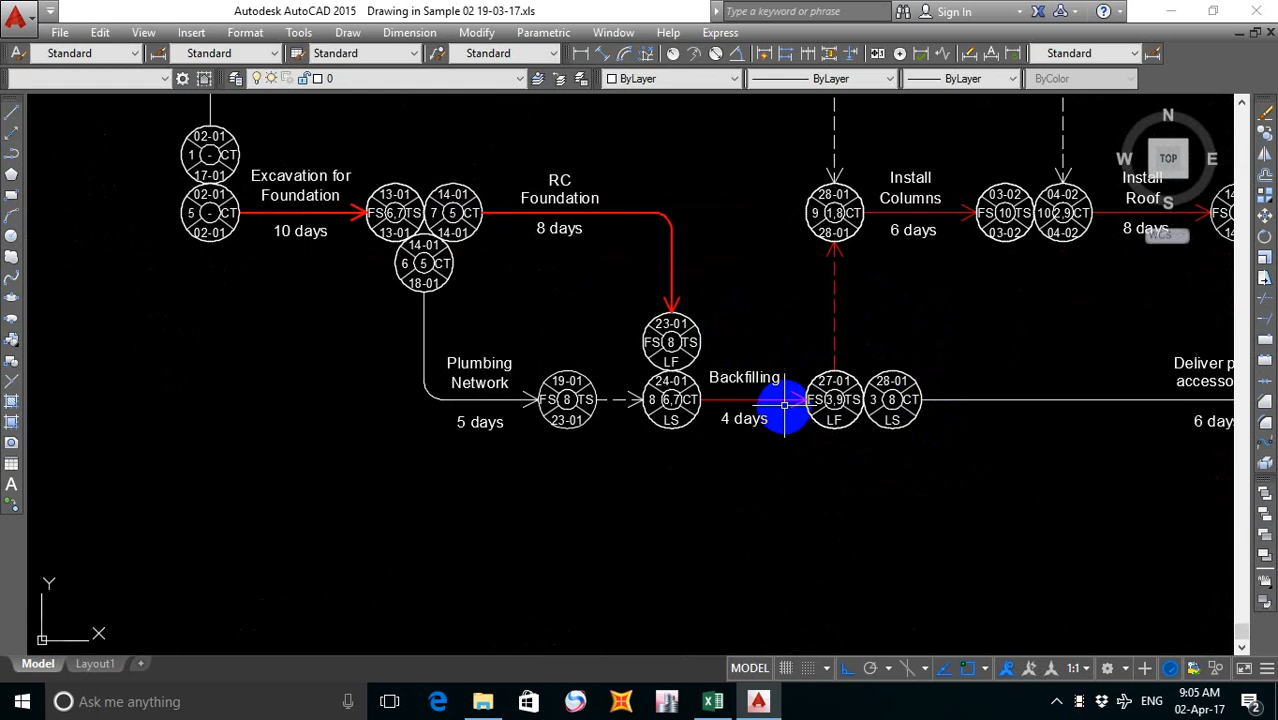 Autodesk AutoCAD 2015 Drawing in Sample 02 19-03-17.xls
Type a keyword or phrase
Sign In
File Edit View Insert Format Tools Draw Dimension Modify Parametric Window Help Express
Standard Standard Standard Standard Standard
0 ByLayer ByLayer ByLayer ByColor
02-01
1 - CT
17-01
02-01
5 - CT
02-01
Excavation for
Foundation
10 days
13-01
FS 6,7 TS
13-01
14-01
7 5 CT
14-01
14-01
6 5 CT
18-01
RC
Foundation
8 days
28-01
9 1,8 CT
28-01
Install
Columns
6 days
03-02
FS 10 TS
03-02
04-02
10 2,9 CT
04-02
Install
Roof
8 days
FS
N
W TOP E
S
WCS
23-01
FS 8 TS
LF
Plumbing
Network
5 days
19-01
FS 8 TS
23-01
24-01
8 6,7 CT
LS
Backfilling
4 days
27-01
FS 3,9 TS
LF
28-01
3 8 CT
LS
Deliver p
accesso
6 day
Y
X
Model Layout1 +
MODEL 1:1
Ask me anything
ENG
9:05 AM
02-Apr-17
2